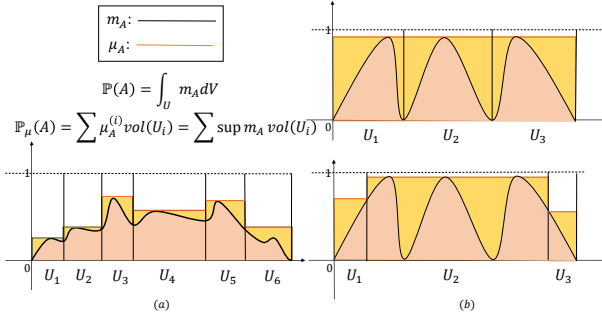 m_A:
μ_A:
ℙ(A) = ∫_U m_A dV
ℙ_μ(A) = ∑ μ_A^(i) vol(U_i) = ∑ sup m_A vol(U_i)
1
0
U_1 U_2 U_3 U_4 U_5 U_6
(a)
1
0
U_1 U_2 U_3
1
0
U_1 U_2 U_3
(b)